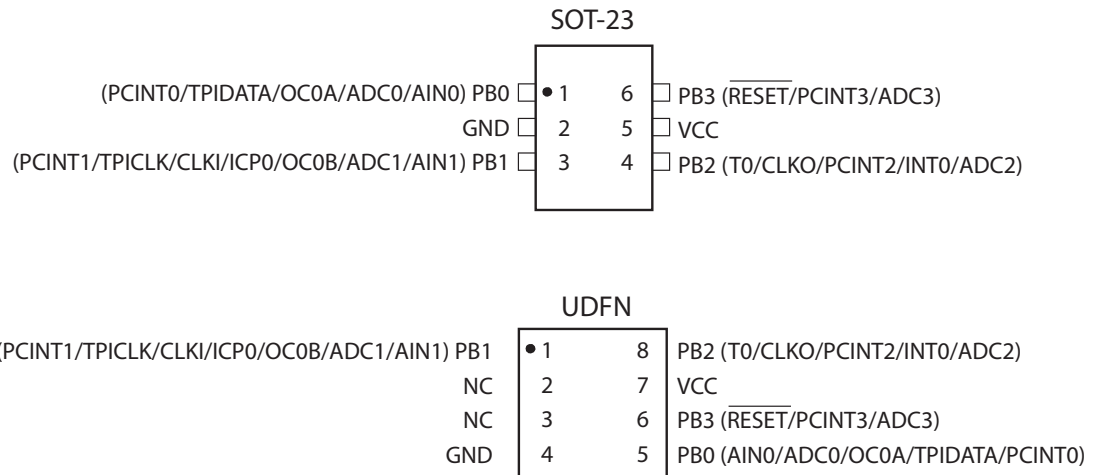 SOT-23
(PCINT0/TPIDATA/OC0A/ADC0/AIN0) PB0 1 6 PB3 (RESET/PCINT3/ADC3)
GND 2 5 VCC
(PCINT1/TPICLK/CLKI/ICP0/OC0B/ADC1/AIN1) PB1 3 4 PB2 (T0/CLKO/PCINT2/INT0/ADC2)
UDFN
(PCINT1/TPICLK/CLKI/ICP0/OC0B/ADC1/AIN1) PB1 1 8 PB2 (T0/CLKO/PCINT2/INT0/ADC2)
NC 2 7 VCC
NC 3 6 PB3 (RESET/PCINT3/ADC3)
GND 4 5 PB0 (AIN0/ADC0/OC0A/TPIDATA/PCINT0)